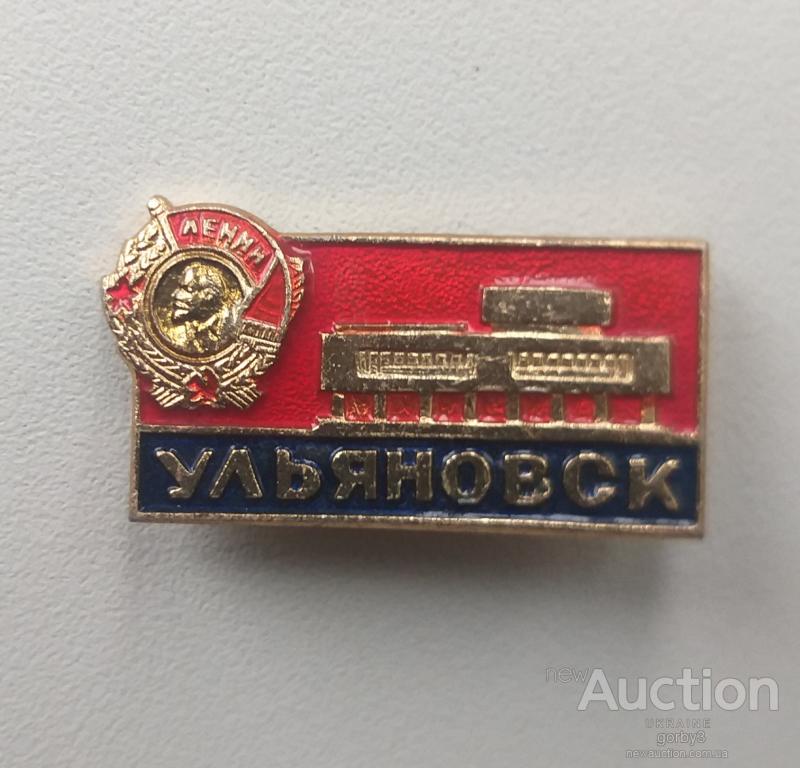 ЛЕНИН
УЛЬЯНОВСК
newAuction
UKRAINE
gorby3
newauction.com.ua